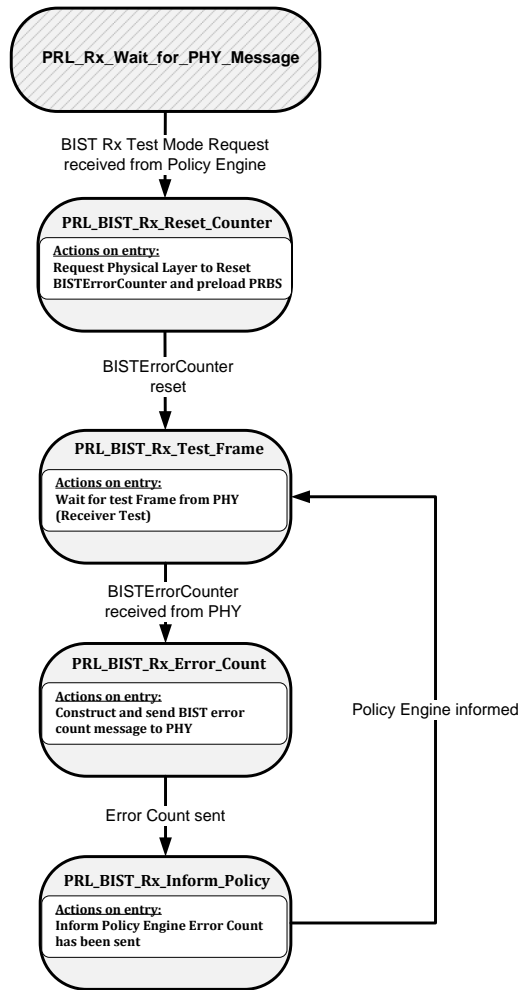 PRL_Rx_Wait_for_PHY_Message
BIST Rx Test Mode Request
received from Policy Engine
PRL_BIST_Rx_Reset_Counter
Actions on entry:
Request Physical Layer to Reset
BISTErrorCounter and preload PRBS
BISTErrorCounter
reset
PRL_BIST_Rx_Test_Frame
Actions on entry:
Wait for test Frame from PHY
(Receiver Test)
BISTErrorCounter
received from PHY
PRL_BIST_Rx_Error_Count
Actions on entry:
Construct and send BIST error
count message to PHY
Policy Engine informed
Error Count sent
PRL_BIST_Rx_Inform_Policy
Actions on entry:
Inform Policy Engine Error Count
has been sent